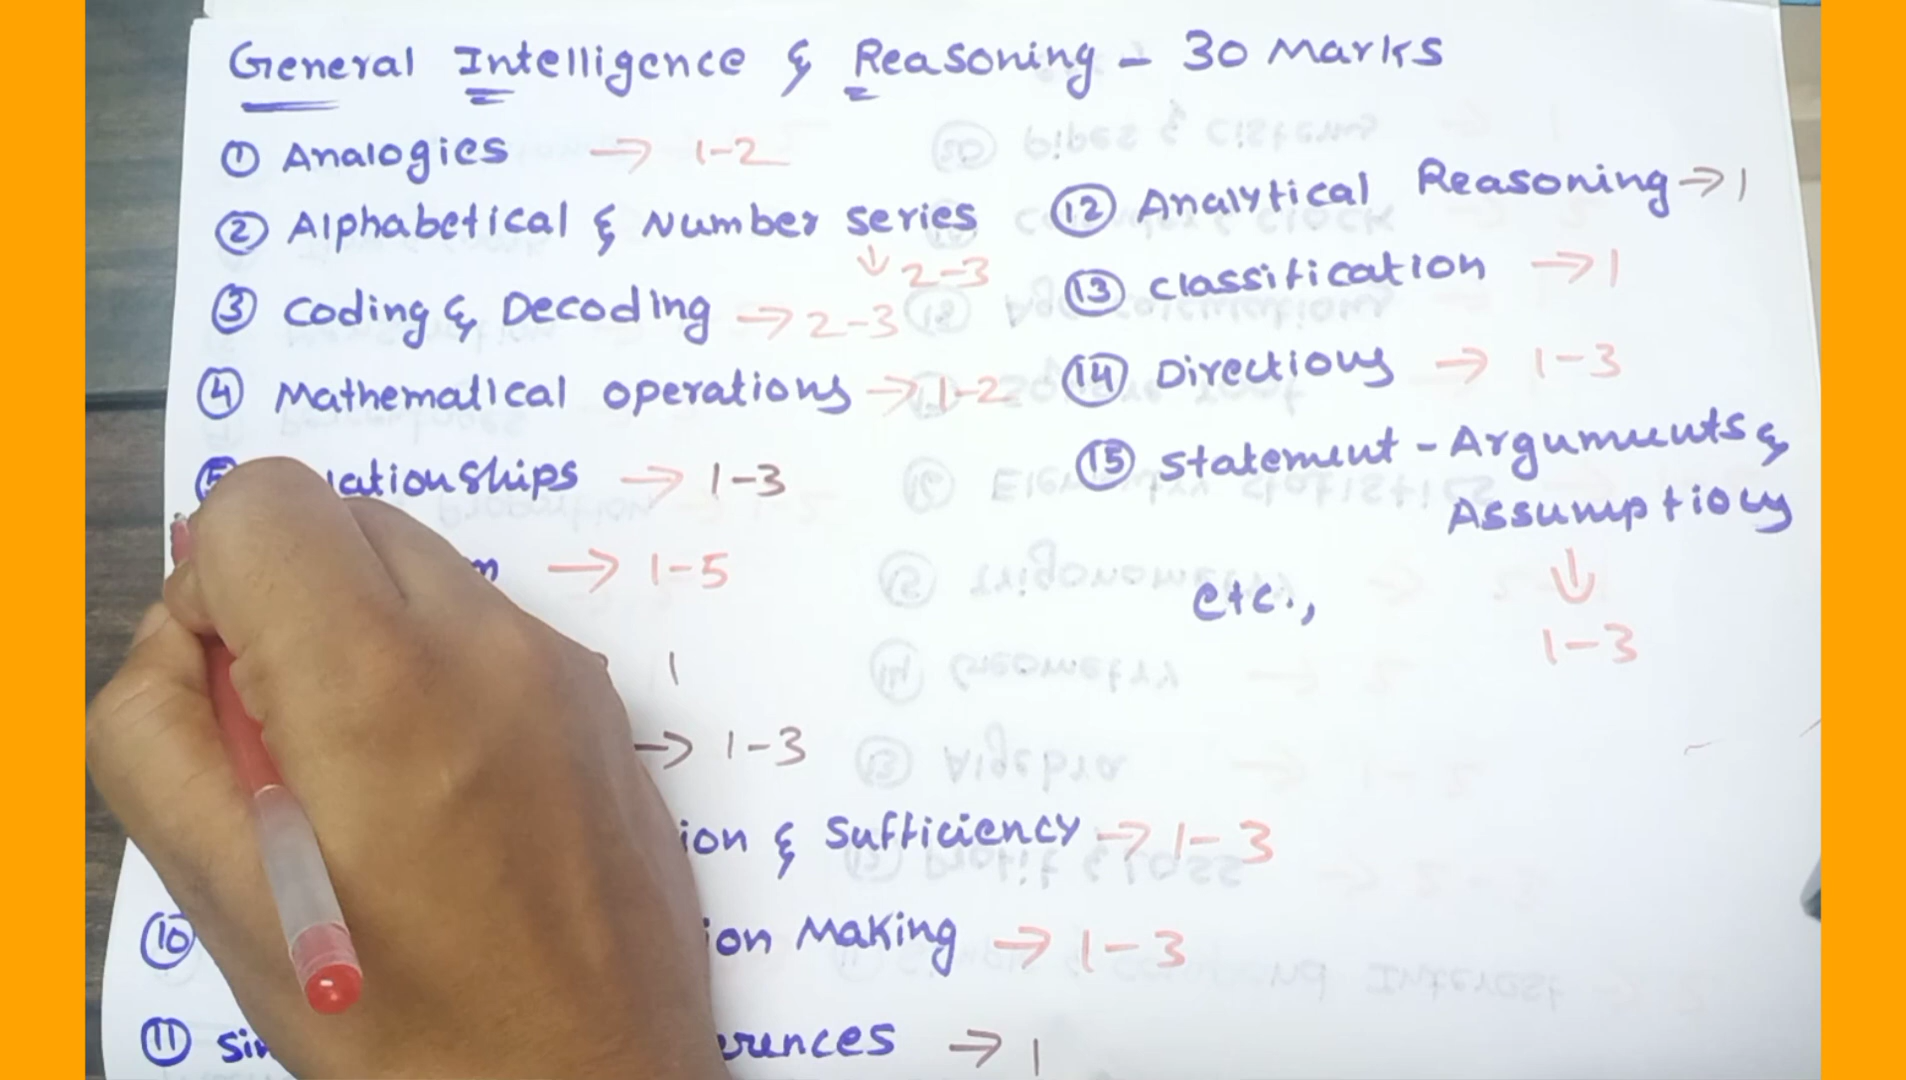 General Intelligence & Reasoning - 30 Marks
① Analogies → 1-2
② Alphabetical & Number series
↓ 2-3
③ Coding & Decoding → 2-3
④ Mathematical operations → 1-2
⑤ lationships → 1-3
→ 1-5
1
→ 1-3
ion & Sufficiency → 1-3
⑩ ion Making → 1-3
⑪ Sim erences → 1
⑫ Analytical Reasoning → 1
⑬ Classification → 1
⑭ Directions → 1-3
⑮ Statement - Arguments &
Assumptions
↓
1-3
etc.,